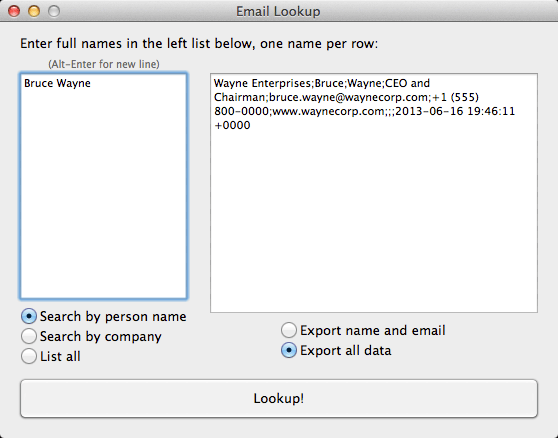 Email Lookup
Enter full names in the left list below, one name per row:
(Alt-Enter for new line)
Bruce Wayne
Wayne Enterprises;Bruce;Wayne;CEO and
Chairman;bruce.wayne@waynecorp.com;+1 (555)
800-0000;www.waynecorp.com;;;2013-06-16 19:46:11
+0000
Search by person name
Search by company
List all
Export name and email
Export all data
Lookup!